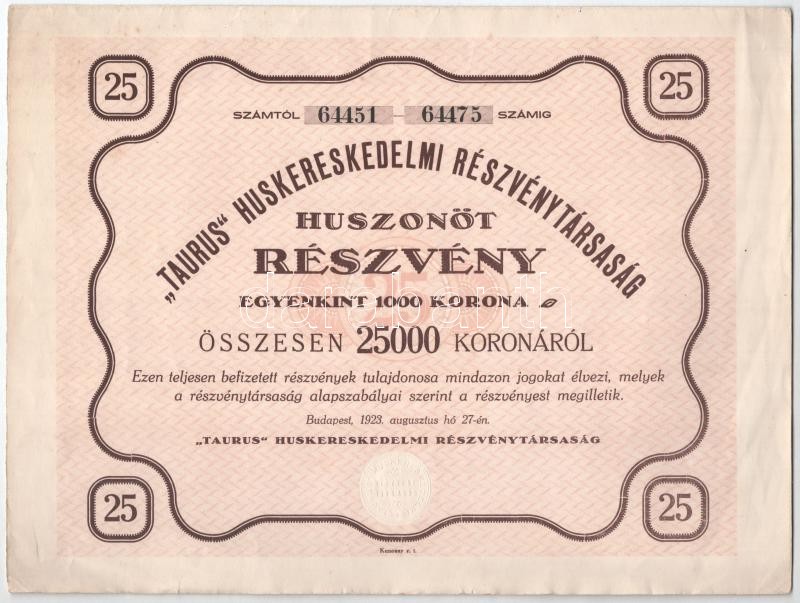 25 25
SZÁMTÓL 64451 — 64475 SZÁMIG
„TAURUS“ HUSKERESKEDELMI RÉSZVÉNYTÁRSASÁG
HUSZONÖT
RÉSZVÉNY
EGYENKINT 1000 KORONA
ÖSSZESEN 25000 KORONÁRÓL
Ezen teljesen befizetett részvények tulajdonosa mindazon jogokat élvezi, melyek
a részvénytársaság alapszabályai szerint a részvényest megilletik.
Budapest, 1923. augusztus hó 27-én.
„TAURUS“ HUSKERESKEDELMI RÉSZVÉNYTÁRSASÁG
25 25
darabanth